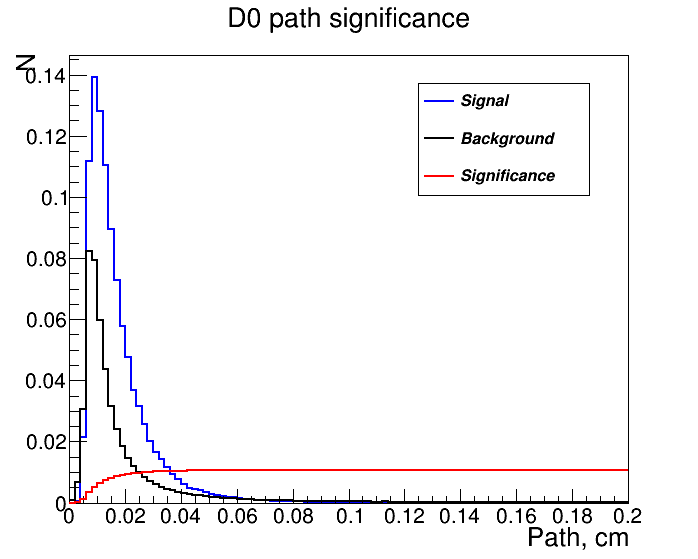 D0 path significance
N
0.14
0.12
0.1
0.08
0.06
0.04
0.02
0
Signal
Background
Significance
0 0.02 0.04 0.06 0.08 0.1 0.12 0.14 0.16 0.18 0.2
Path, cm